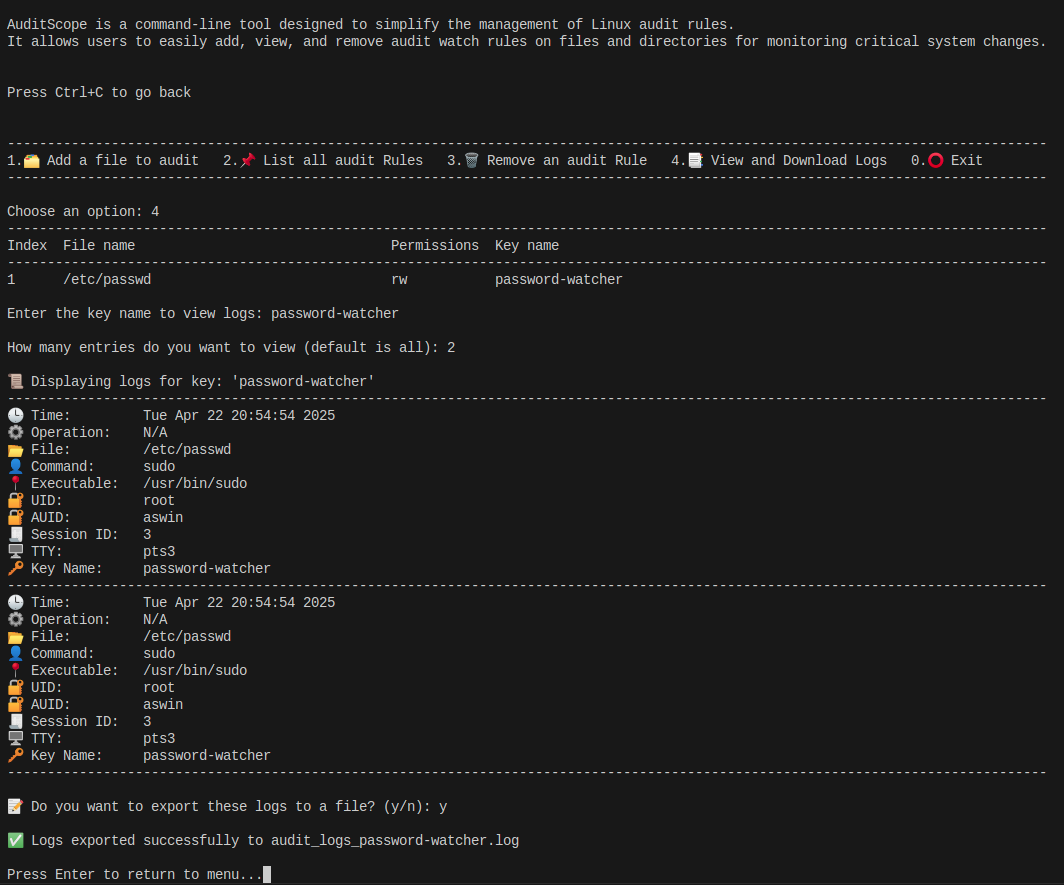 AuditScope is a command-line tool designed to simplify the management of Linux audit rules.
It allows users to easily add, view, and remove audit watch rules on files and directories for monitoring critical system changes.
Press Ctrl+C to go back
----------------------------------------------------------------------------------------------------------------------------------
1.🗂️ Add a file to audit   2.📌 List all audit Rules   3.🗑️ Remove an audit Rule   4.📑 View and Download Logs   0.⭕ Exit
----------------------------------------------------------------------------------------------------------------------------------
Choose an option: 4
----------------------------------------------------------------------------------------------------------------------------------
Index  File name                                Permissions  Key name
----------------------------------------------------------------------------------------------------------------------------------
1      /etc/passwd                              rw           password-watcher
Enter the key name to view logs: password-watcher
How many entries do you want to view (default is all): 2
📜 Displaying logs for key: 'password-watcher'
----------------------------------------------------------------------------------------------------------------------------------
🕒 Time:         Tue Apr 22 20:54:54 2025
⚙️ Operation:    N/A
📂 File:         /etc/passwd
👤 Command:      sudo
📍 Executable:   /usr/bin/sudo
🔐 UID:          root
🔐 AUID:         aswin
🧾 Session ID:   3
🖥️ TTY:          pts3
🔑 Key Name:     password-watcher
----------------------------------------------------------------------------------------------------------------------------------
🕒 Time:         Tue Apr 22 20:54:54 2025
⚙️ Operation:    N/A
📂 File:         /etc/passwd
👤 Command:      sudo
📍 Executable:   /usr/bin/sudo
🔐 UID:          root
🔐 AUID:         aswin
🧾 Session ID:   3
🖥️ TTY:          pts3
🔑 Key Name:     password-watcher
----------------------------------------------------------------------------------------------------------------------------------
📝 Do you want to export these logs to a file? (y/n): y
✅ Logs exported successfully to audit_logs_password-watcher.log
Press Enter to return to menu...